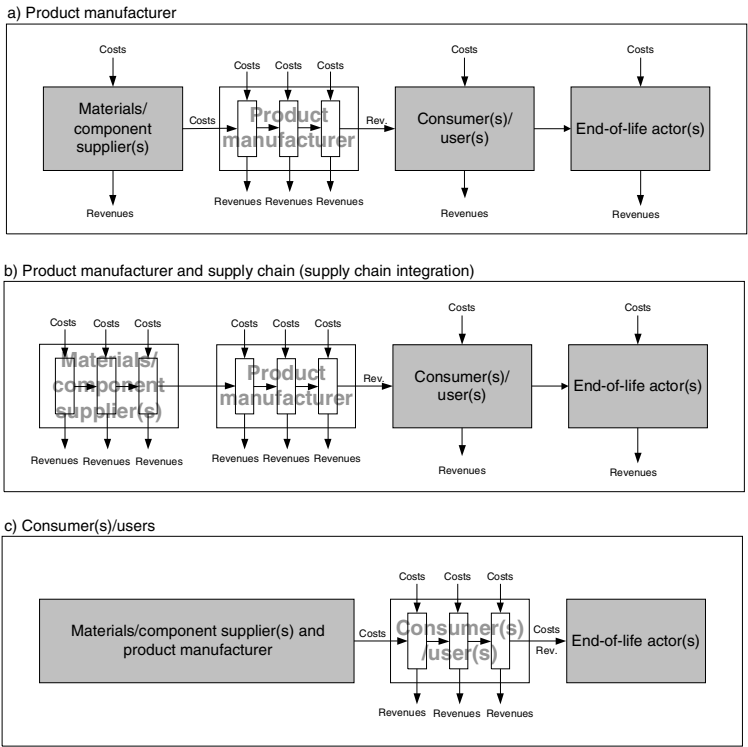 a) Product manufacturer
Costs
Costs Costs Costs
Costs
Costs
Materials/
component
supplier(s)
Costs
Product
manufacturer
Rev.
Consumer(s)/
user(s)
End-of-life actor(s)
Revenues
Revenues Revenues Revenues
Revenues
Revenues
b) Product manufacturer and supply chain (supply chain integration)
Costs Costs Costs
Costs Costs Costs
Costs
Costs
Materials/
component
supplier(s)
Product
manufacturer
Rev.
Consumer(s)/
user(s)
End-of-life actor(s)
Revenues Revenues Revenues
Revenues Revenues Revenues
Revenues
Revenues
c) Consumer(s)/users
Costs Costs Costs
Materials/component supplier(s) and
product manufacturer
Costs
Consumer(s)
/user(s)
Costs
Rev.
End-of-life actor(s)
Revenues Revenues Revenues